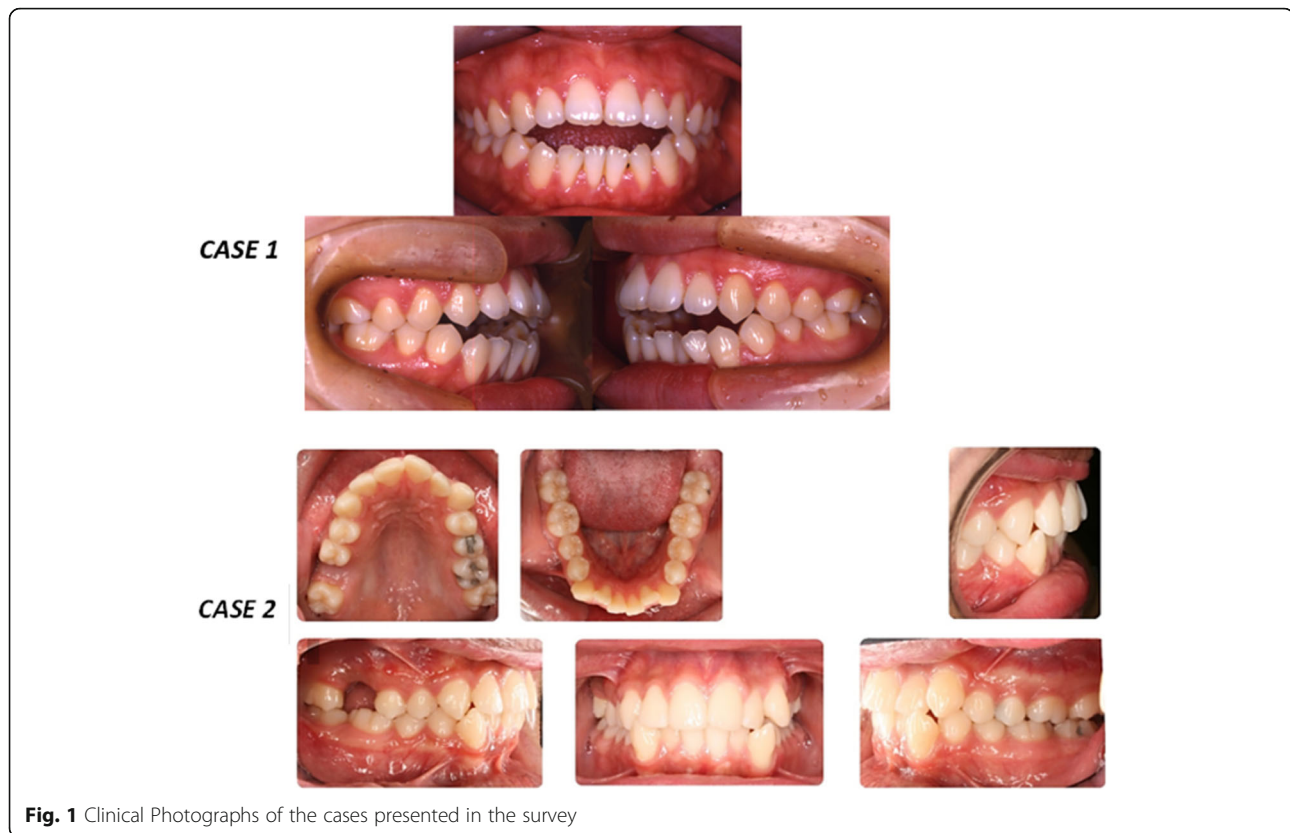 CASE 1
CASE 2
Fig. 1 Clinical Photographs of the cases presented in the survey